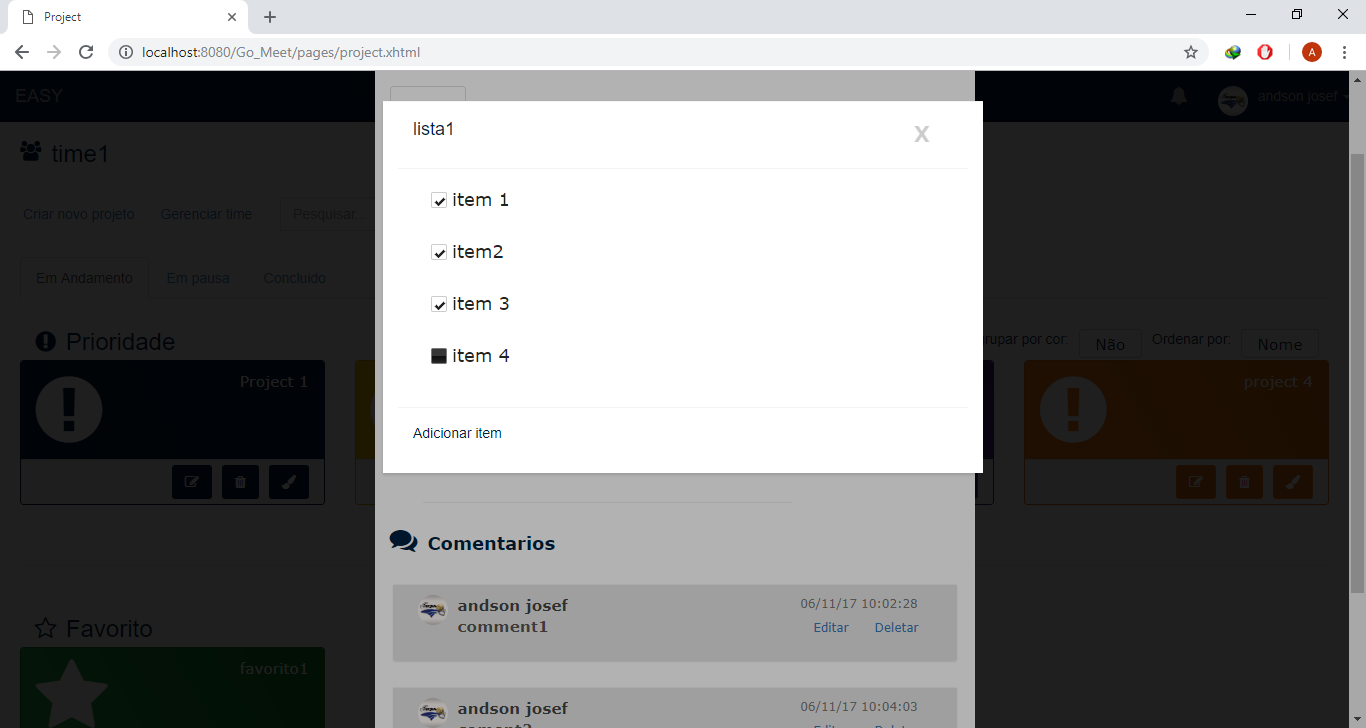 Project
localhost:8080/Go_Meet/pages/project.xhtml
A
EASY
andson josef
time1
Criar novo projeto
Gerenciar time
Pesquisar...
Em Andamento
Em pausa
Concluido
lista1
X
item 1
item2
item 3
item 4
Adicionar item
Prioridade
rupar por cor:
Não
Ordenar por:
Nome
Project 1
project 4
Comentarios
andson josef
06/11/17 10:02:28
comment1
Editar
Deletar
Favorito
favorito1
andson josef
06/11/17 10:04:03